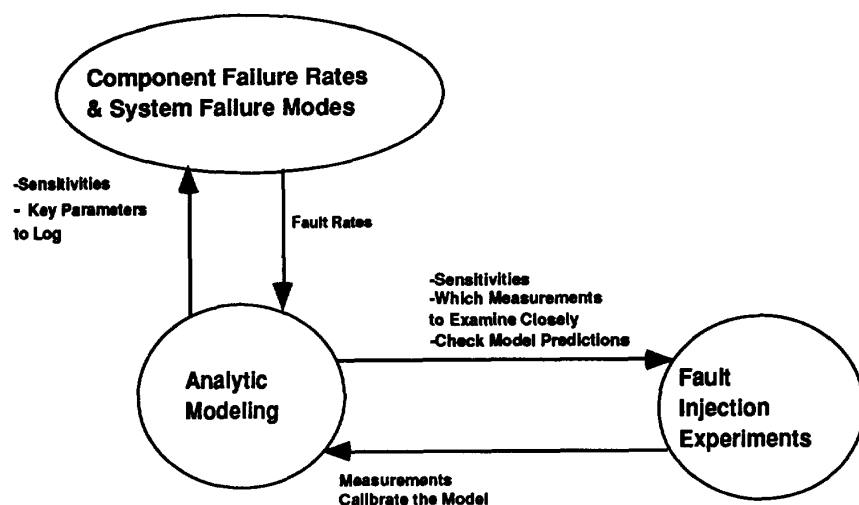 Component Failure Rates
& System Failure Modes
-Sensitivities
- Key Parameters
to Log
Fault Rates
-Sensitivities
-Which Measurements
to Examine Closely
-Check Model Predictions
Analytic
Modeling
Fault
Injection
Experiments
Measurements
Calibrate the Model